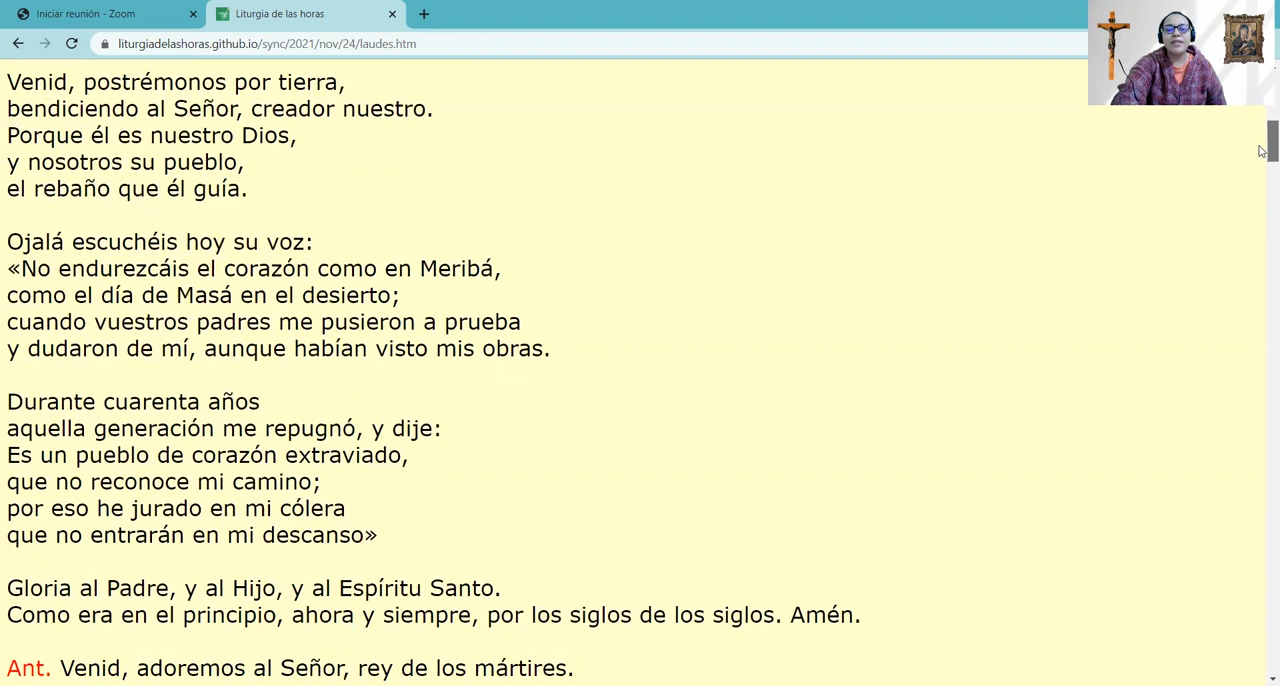 Iniciar reunión - Zoom
Liturgia de las horas
liturgiadelashoras.github.io/sync/2021/nov/24/laudes.htm
Venid, postrémonos por tierra,
bendiciendo al Señor, creador nuestro.
Porque él es nuestro Dios,
y nosotros su pueblo,
el rebaño que él guía.
Ojalá escuchéis hoy su voz:
«No endurezcáis el corazón como en Meribá,
como el día de Masá en el desierto;
cuando vuestros padres me pusieron a prueba
y dudaron de mí, aunque habían visto mis obras.
Durante cuarenta años
aquella generación me repugnó, y dije:
Es un pueblo de corazón extraviado,
que no reconoce mi camino;
por eso he jurado en mi cólera
que no entrarán en mi descanso»
Gloria al Padre, y al Hijo, y al Espíritu Santo.
Como era en el principio, ahora y siempre, por los siglos de los siglos. Amén.
Ant. Venid, adoremos al Señor, rey de los mártires.